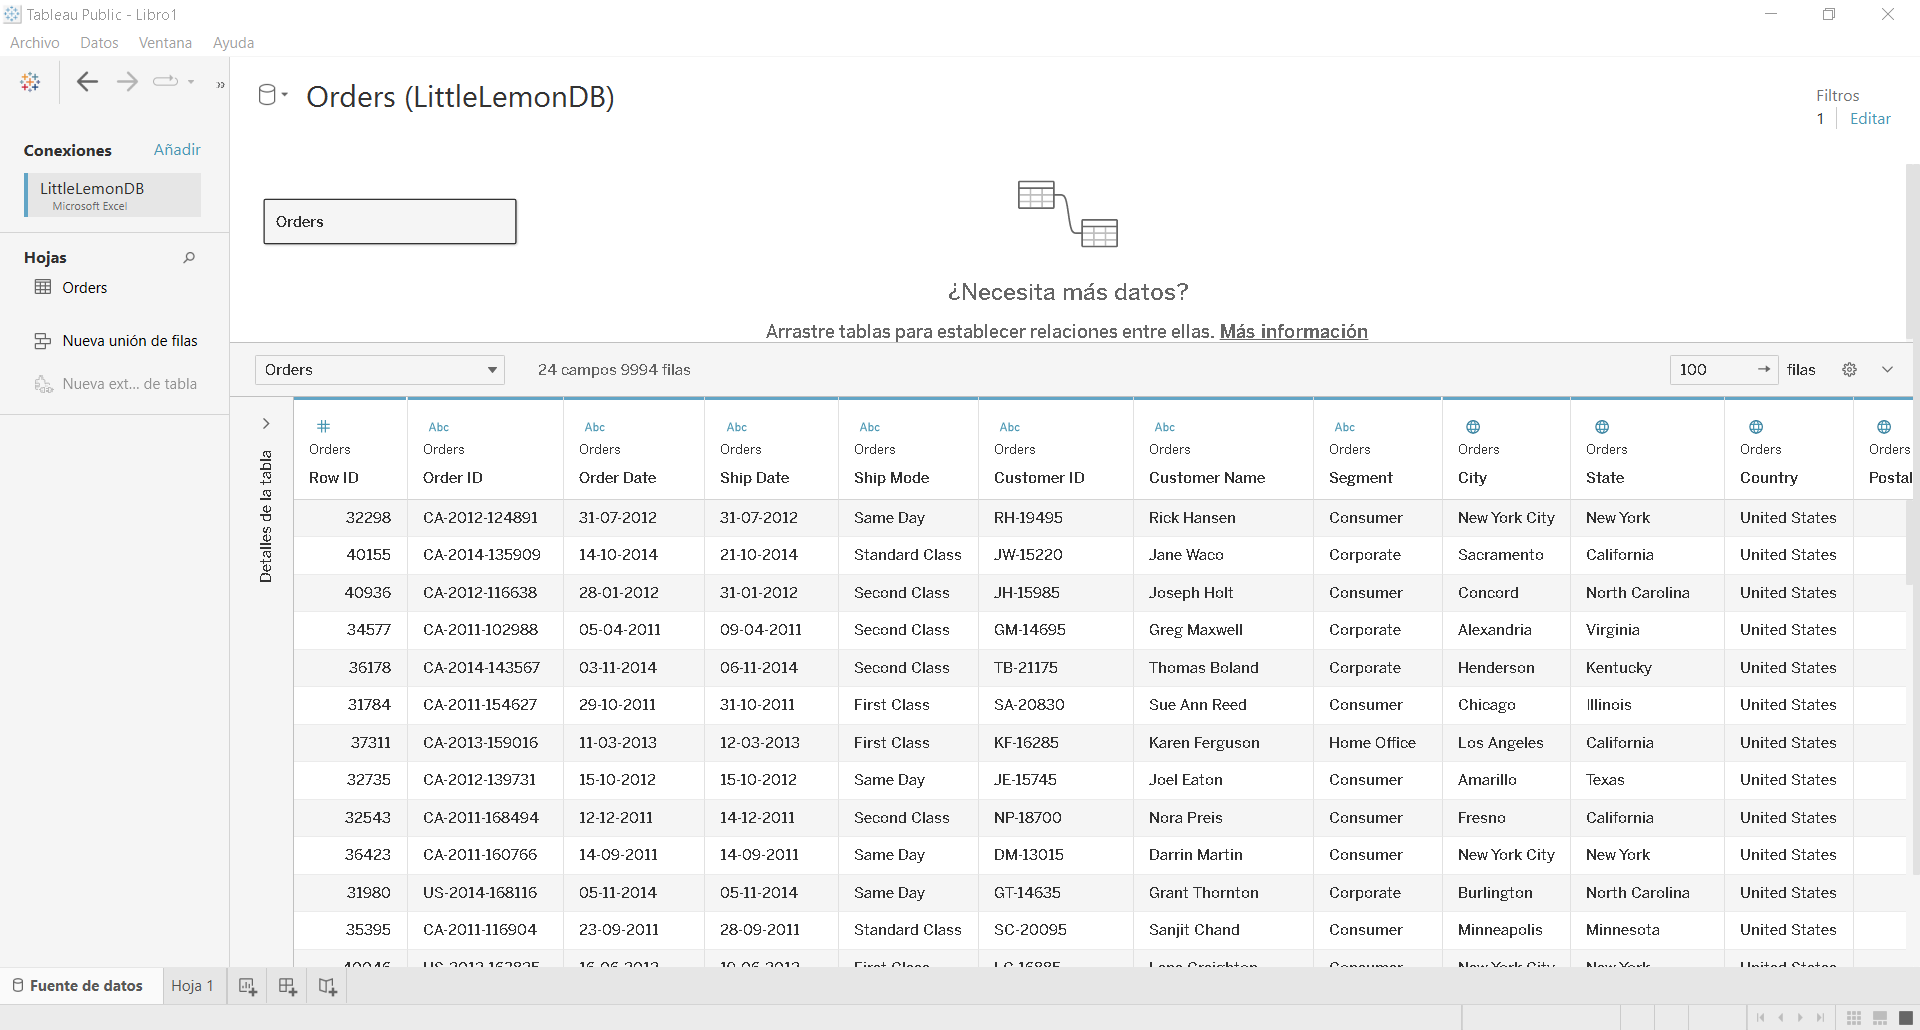 Tableau Public - Libro1
Archivo Datos Ventana Ayuda
Orders (LittleLemonDB)
Filtros
1 Editar
Conexiones Añadir
LittleLemonDB
Microsoft Excel
Hojas
Orders
Nueva unión de filas
Nueva ext... de tabla
Orders
¿Necesita más datos?
Arrastre tablas para establecer relaciones entre ellas. Más información
Orders 24 campos 9994 filas 100 filas
Detalles de la tabla
# Abc Abc Abc Abc Abc Abc Abc
Orders Orders Orders Orders Orders Orders Orders Orders Orders Orders Orders Orders
Row ID Order ID Order Date Ship Date Ship Mode Customer ID Customer Name Segment City State Country Postal
32298 CA-2012-124891 31-07-2012 31-07-2012 Same Day RH-19495 Rick Hansen Consumer New York City New York United States
40155 CA-2014-135909 14-10-2014 21-10-2014 Standard Class JW-15220 Jane Waco Corporate Sacramento California United States
40936 CA-2012-116638 28-01-2012 31-01-2012 Second Class JH-15985 Joseph Holt Consumer Concord North Carolina United States
34577 CA-2011-102988 05-04-2011 09-04-2011 Second Class GM-14695 Greg Maxwell Corporate Alexandria Virginia United States
36178 CA-2014-143567 03-11-2014 06-11-2014 Second Class TB-21175 Thomas Boland Corporate Henderson Kentucky United States
31784 CA-2011-154627 29-10-2011 31-10-2011 First Class SA-20830 Sue Ann Reed Consumer Chicago Illinois United States
37311 CA-2013-159016 11-03-2013 12-03-2013 First Class KF-16285 Karen Ferguson Home Office Los Angeles California United States
32735 CA-2012-139731 15-10-2012 15-10-2012 Same Day JE-15745 Joel Eaton Consumer Amarillo Texas United States
32543 CA-2011-168494 12-12-2011 14-12-2011 Second Class NP-18700 Nora Preis Consumer Fresno California United States
36423 CA-2011-160766 14-09-2011 14-09-2011 Same Day DM-13015 Darrin Martin Consumer New York City New York United States
31980 US-2014-168116 05-11-2014 05-11-2014 Same Day GT-14635 Grant Thornton Corporate Burlington North Carolina United States
35395 CA-2011-116904 23-09-2011 28-09-2011 Standard Class SC-20095 Sanjit Chand Consumer Minneapolis Minnesota United States
Fuente de datos Hoja 1